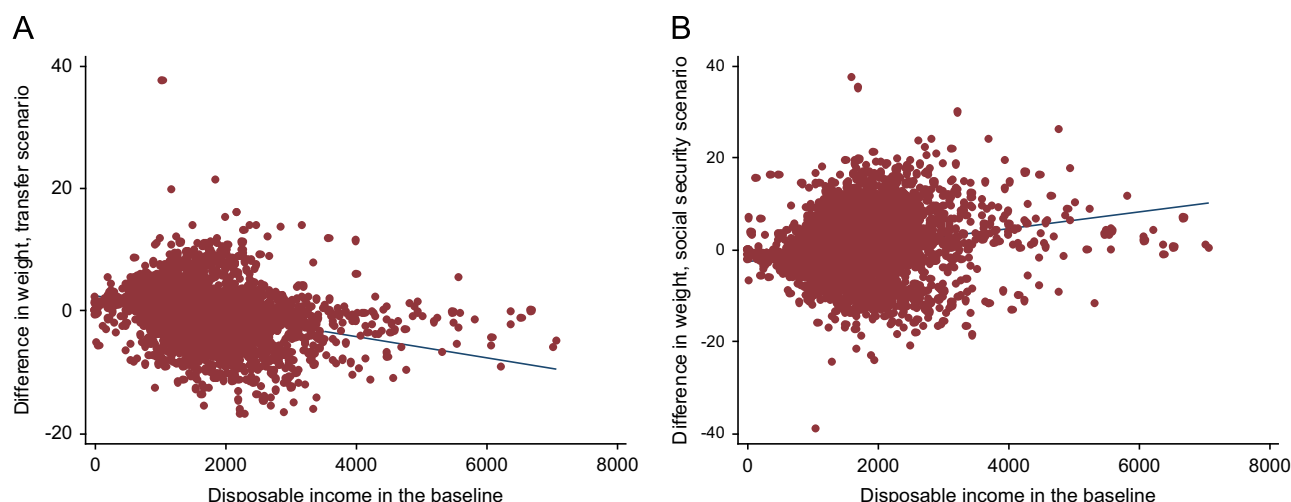 A
Difference in weight, transfer scenario
40
20
0
-20
0 2000 4000 6000 8000
Disposable income in the baseline
B
Difference in weight, social security scenario
40
20
0
-20
-40
0 2000 4000 6000 8000
Disposable income in the baseline